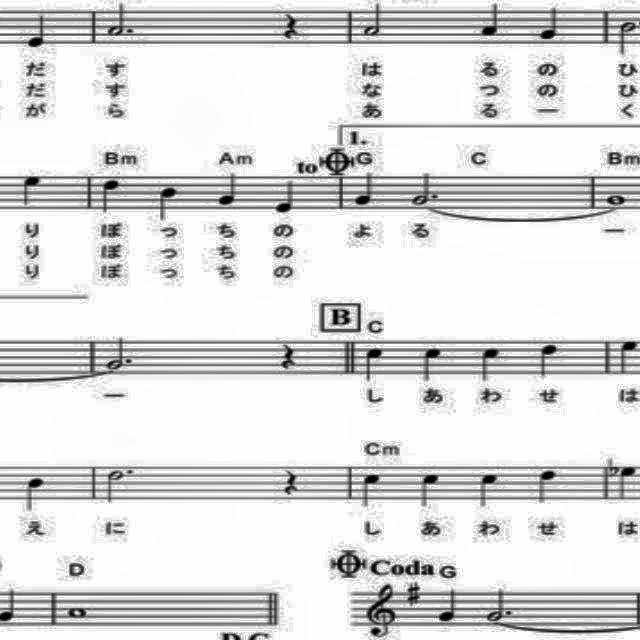 だ す は る の ひ
だ す な つ の ひ
が ら あ る ー く
1.
Bm Am to G C Bm
り ぼ っ ち の よ る ー
り ぼ っ ち の
り ぼ っ ち の
B C
ー し あ わ せ は
Cm
え に し あ わ せ は
D Coda G